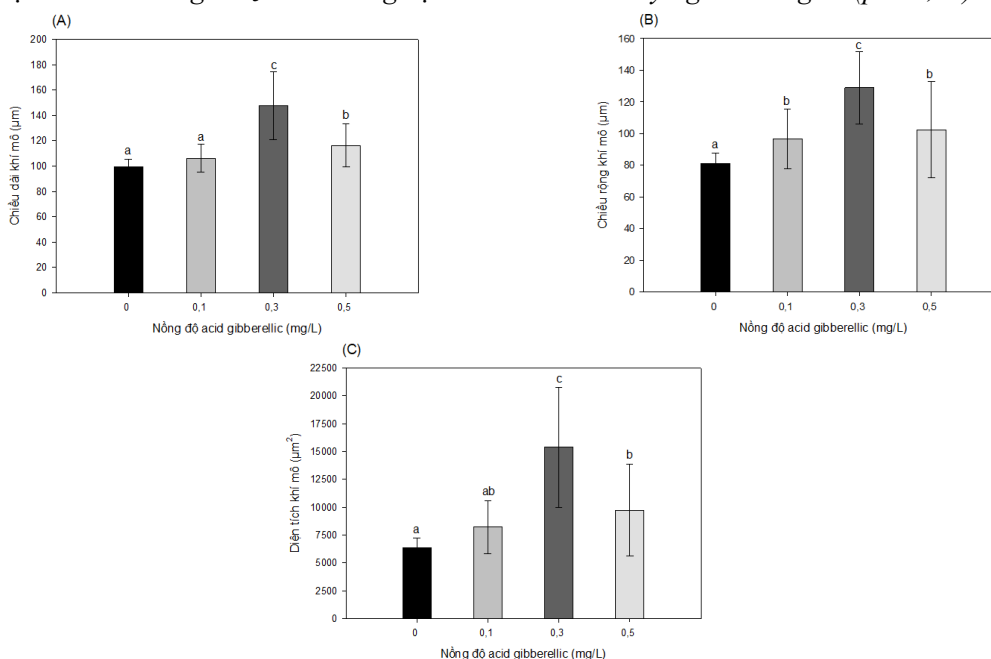 (A)
200
180
160
140
120
100
80
60
40
20
0
Chiều dài khí mô (µm)
a
a
c
b
0
0,1
0,3
0,5
Nồng độ acid gibberellic (mg/L)
(B)
160
140
120
100
80
60
40
20
0
Chiều rộng khí mô (µm)
a
b
c
b
0
0,1
0,3
0,5
Nồng độ acid gibberellic (mg/L)
(C)
22500
20000
17500
15000
12500
10000
7500
5000
2500
0
Diện tích khí mô (µm²)
a
ab
c
b
0
0,1
0,3
0,5
Nồng độ acid gibberellic (mg/L)